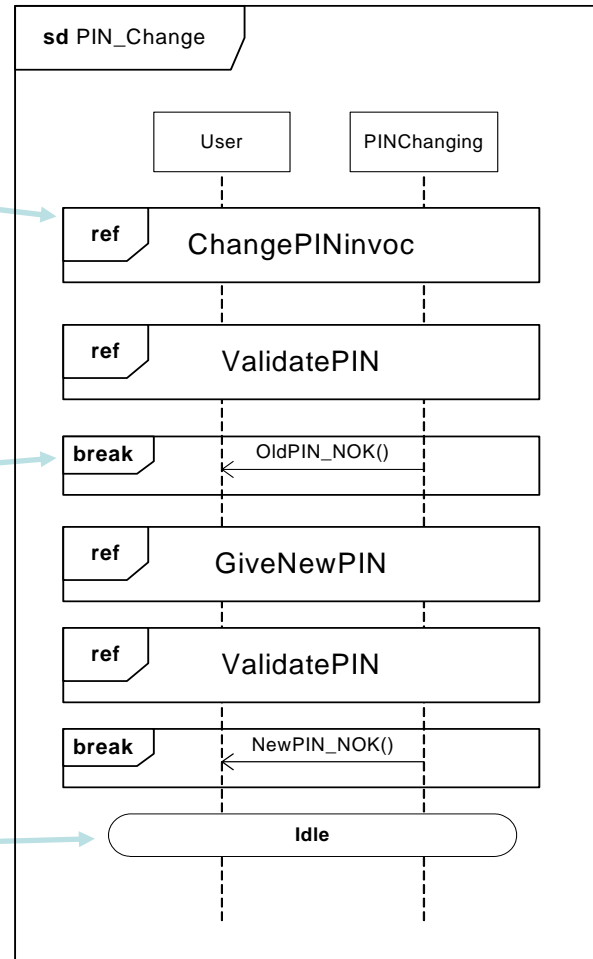 sd PIN_Change
User
PINChanging
ref
ChangePINinvoc
ref
ValidatePIN
break
OldPIN_NOK()
ref
GiveNewPIN
ref
ValidatePIN
break
NewPIN_NOK()
Idle